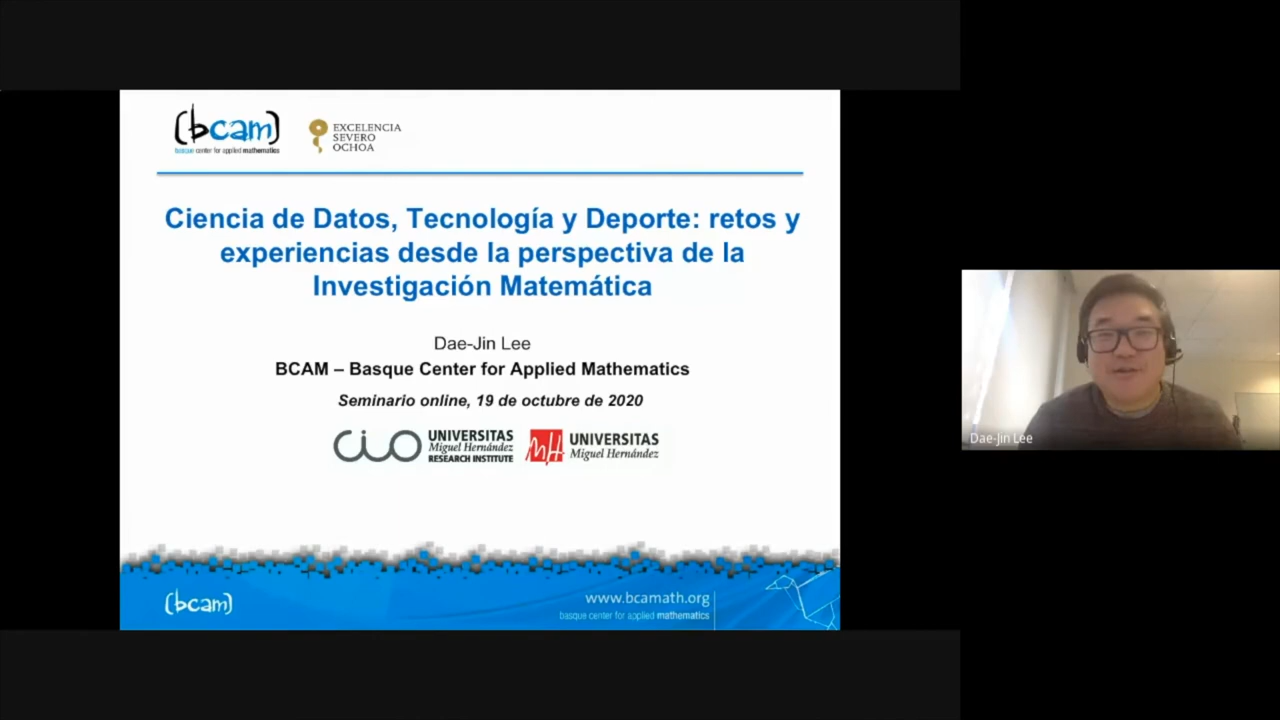 (bcam)
basque center for applied mathematics
EXCELENCIA
SEVERO
OCHOA
Ciencia de Datos, Tecnología y Deporte: retos y
experiencias desde la perspectiva de la
Investigación Matemática
Dae-Jin Lee
BCAM – Basque Center for Applied Mathematics
Seminario online, 19 de octubre de 2020
CIO
UNIVERSITAS
Miguel Hernández
RESEARCH INSTITUTE
MH
UNIVERSITAS
Miguel Hernández
Dae-Jin Lee
(bcam)
www.bcamath.org
basque center for applied mathematics